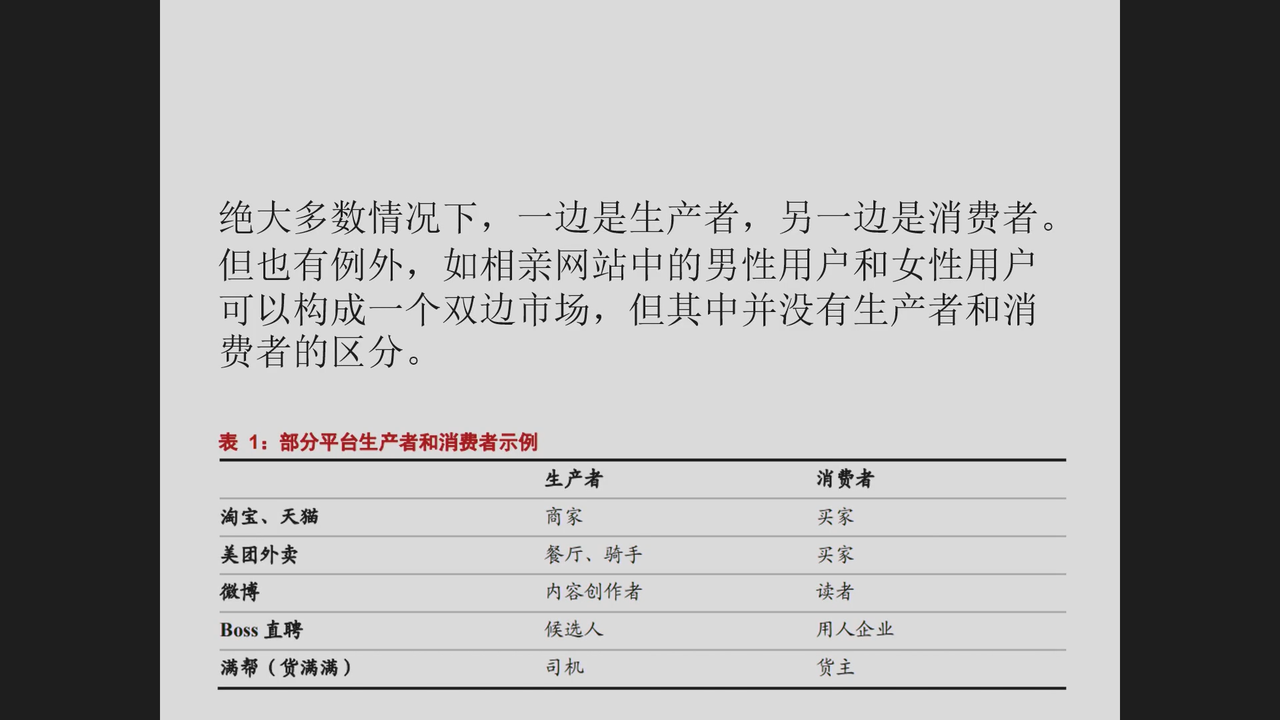 绝大多数情况下，一边是生产者，另一边是消费者。
但也有例外，如相亲网站中的男性用户和女性用户
可以构成一个双边市场，但其中并没有生产者和消
费者的区分。
表 1：部分平台生产者和消费者示例
生产者 消费者
淘宝、天猫 商家 买家
美团外卖 餐厅、骑手 买家
微博 内容创作者 读者
Boss 直聘 候选人 用人企业
满帮（货满满） 司机 货主